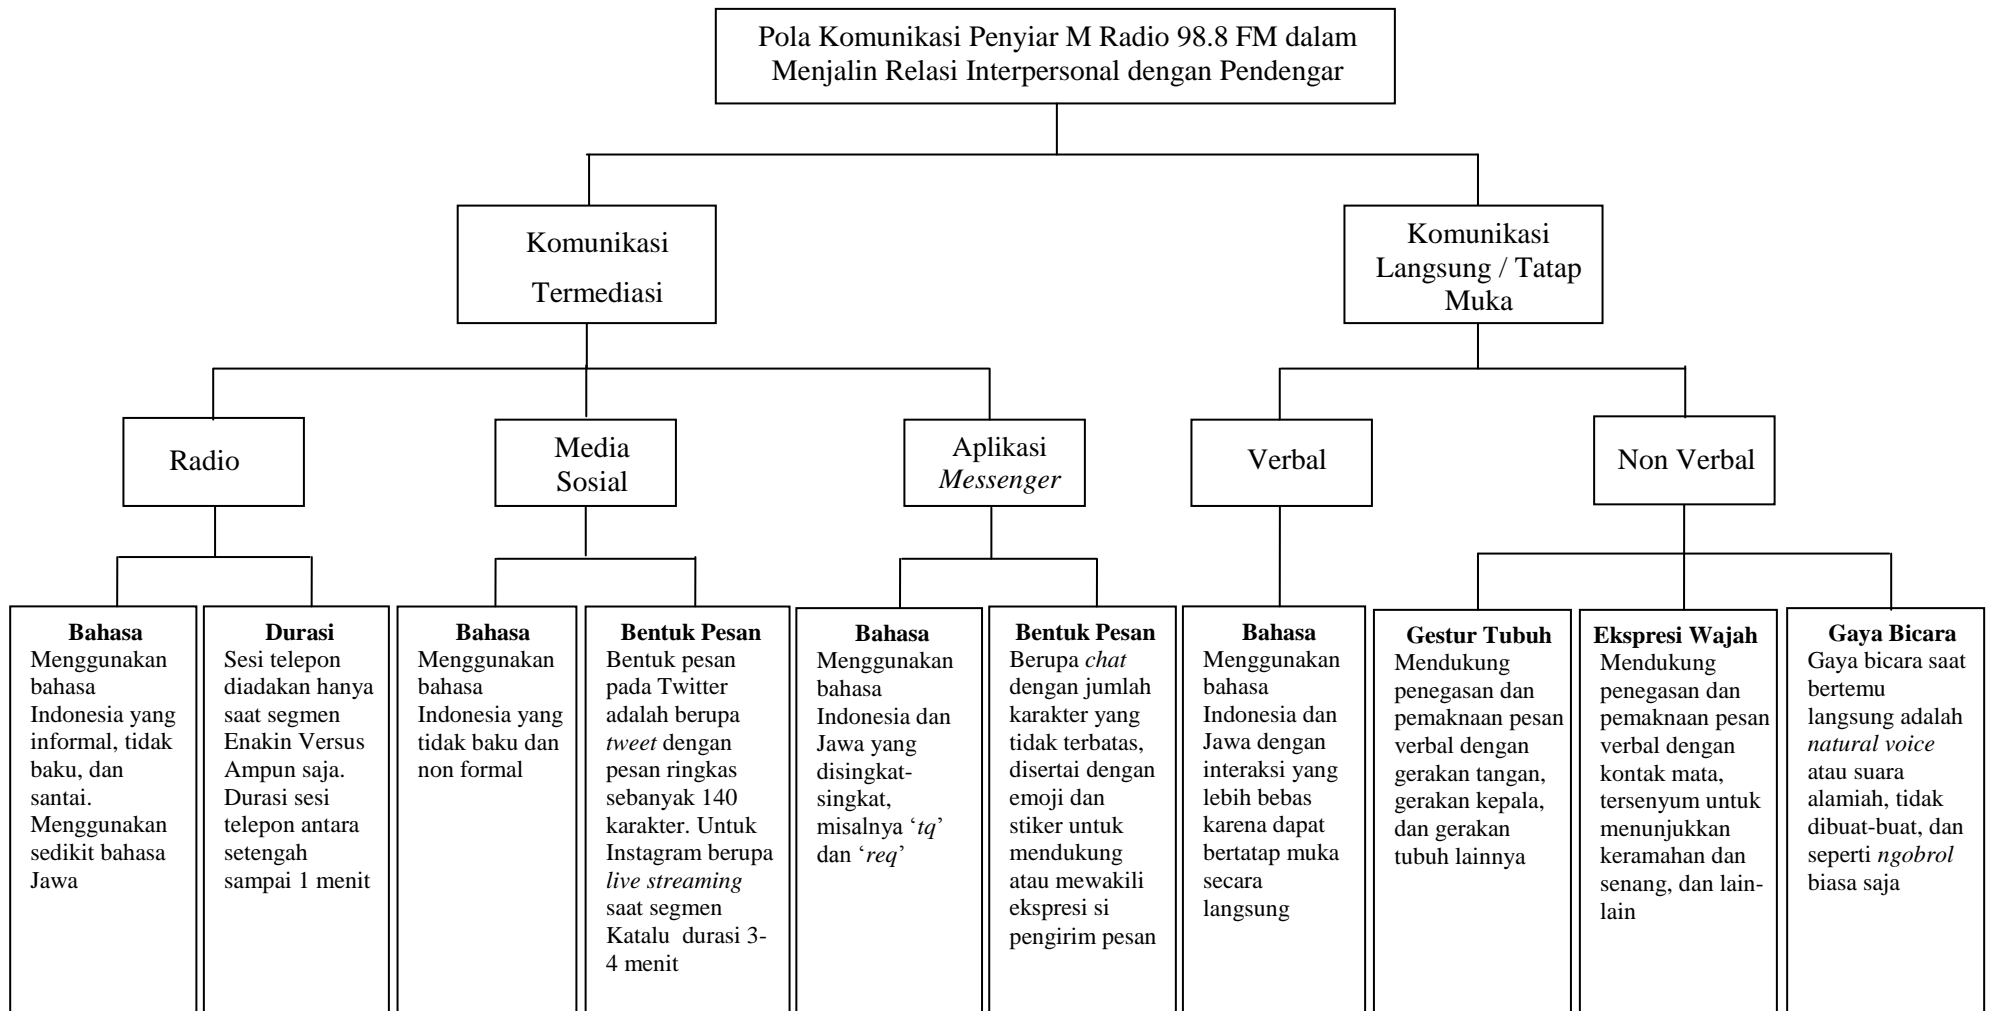 Pola Komunikasi Penyiar M Radio 98.8 FM dalam
Menjalin Relasi Interpersonal dengan Pendengar
Komunikasi
Termediasi
Komunikasi
Langsung / Tatap
Muka
Radio
Media
Sosial
Aplikasi
Messenger
Verbal
Non Verbal
Bahasa
Menggunakan
bahasa
Indonesia yang
informal, tidak
baku, dan
santai.
Menggunakan
sedikit bahasa
Jawa
Durasi
Sesi telepon
diadakan hanya
saat segmen
Enakin Versus
Ampun saja.
Durasi sesi
telepon antara
setengah
sampai 1 menit
Bahasa
Menggunakan
bahasa
Indonesia yang
tidak baku dan
non formal
Bentuk Pesan
Bentuk pesan
pada Twitter
adalah berupa
tweet dengan
pesan ringkas
sebanyak 140
karakter. Untuk
Instagram berupa
live streaming
saat segmen
Katalu durasi 3-
4 menit
Bahasa
Menggunakan
bahasa
Indonesia dan
Jawa yang
disingkat-
singkat,
misalnya ‘tq’
dan ‘req’
Bentuk Pesan
Berupa chat
dengan jumlah
karakter yang
tidak terbatas,
disertai dengan
emoji dan
stiker untuk
mendukung
atau mewakili
ekspresi si
pengirim pesan
Bahasa
Menggunakan
bahasa
Indonesia dan
Jawa dengan
interaksi yang
lebih bebas
karena dapat
bertatap muka
secara
langsung
Gestur Tubuh
Mendukung
penegasan dan
pemaknaan pesan
verbal dengan
gerakan tangan,
gerakan kepala,
dan gerakan
tubuh lainnya
Ekspresi Wajah
Mendukung
penegasan dan
pemaknaan pesan
verbal dengan
kontak mata,
tersenyum untuk
menunjukkan
keramahan dan
senang, dan lain-
lain
Gaya Bicara
Gaya bicara saat
bertemu
langsung adalah
natural voice
atau suara
alamiah, tidak
dibuat-buat, dan
seperti ngobrol
biasa saja